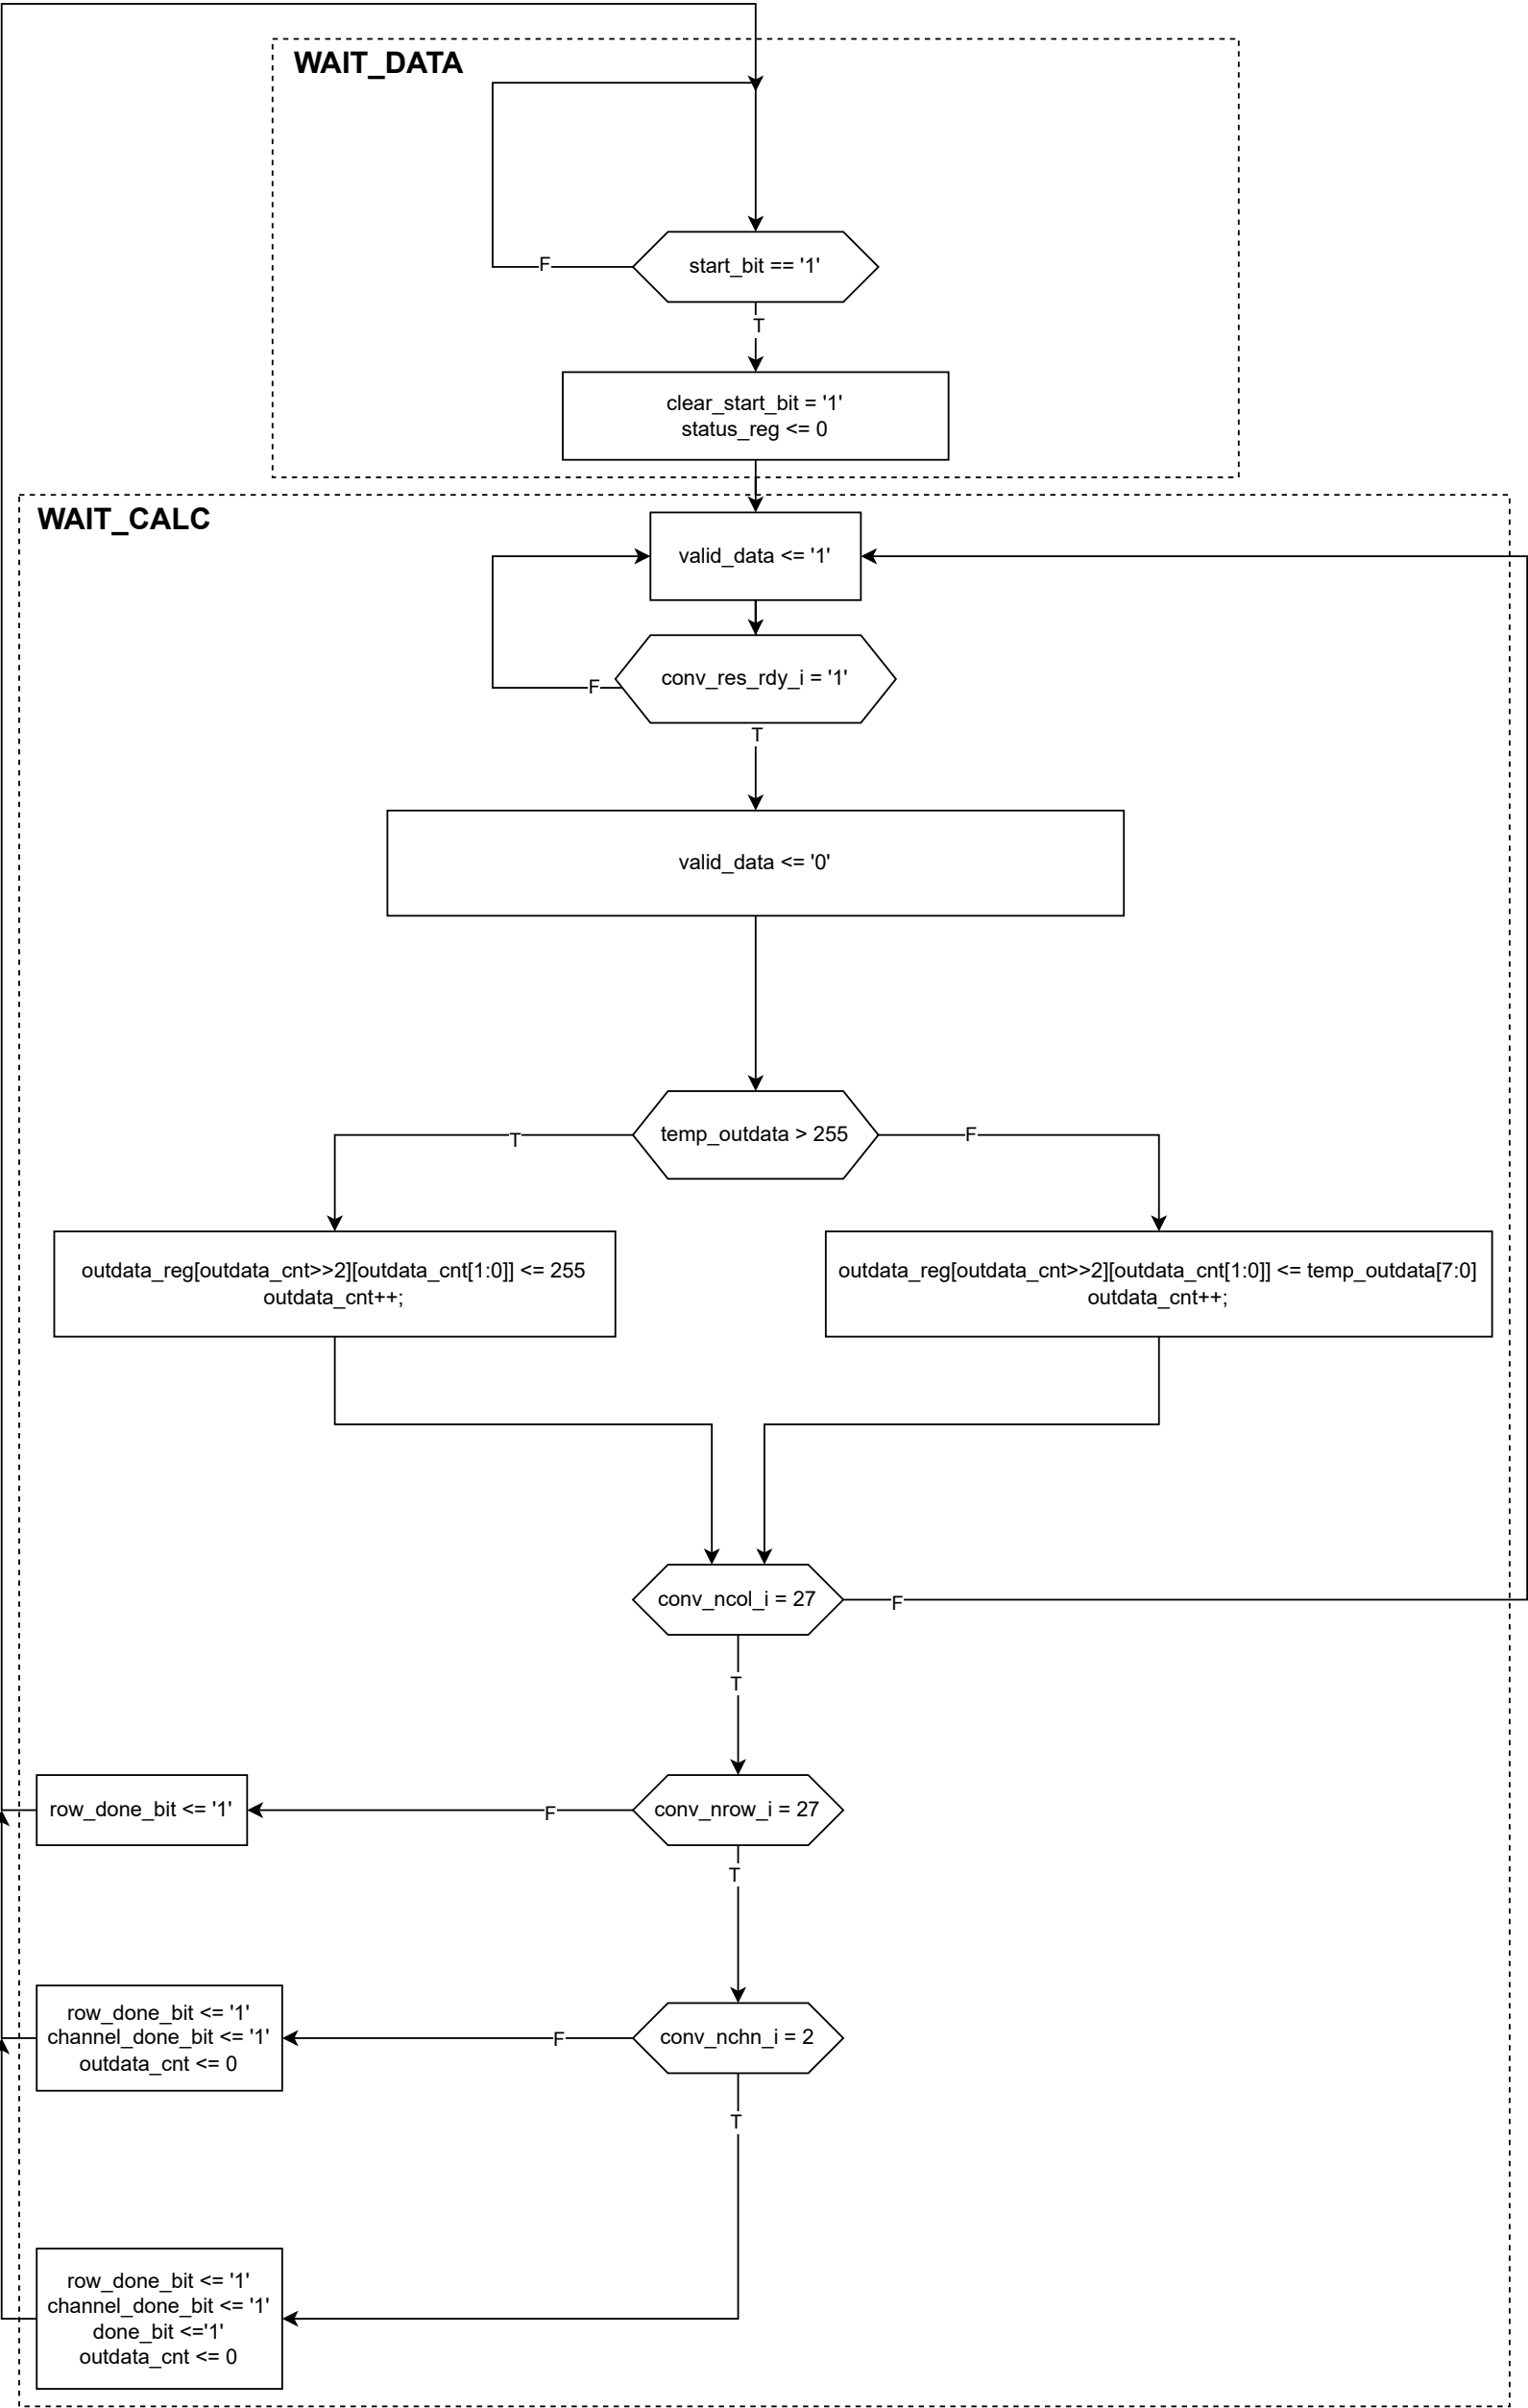 WAIT_DATA
start_bit == '1'
F
T
clear_start_bit = '1'
status_reg <= 0
WAIT_CALC
valid_data <= '1'
conv_res_rdy_i = '1'
F
T
valid_data <= '0'
temp_outdata > 255
T
F
outdata_reg[outdata_cnt>>2][outdata_cnt[1:0]] <= 255
outdata_cnt++;
outdata_reg[outdata_cnt>>2][outdata_cnt[1:0]] <= temp_outdata[7:0]
outdata_cnt++;
conv_ncol_i = 27
F
T
row_done_bit <= '1'
F
conv_nrow_i = 27
T
row_done_bit <= '1'
channel_done_bit <= '1'
outdata_cnt <= 0
F
conv_nchn_i = 2
T
row_done_bit <= '1'
channel_done_bit <= '1'
done_bit <='1'
outdata_cnt <= 0